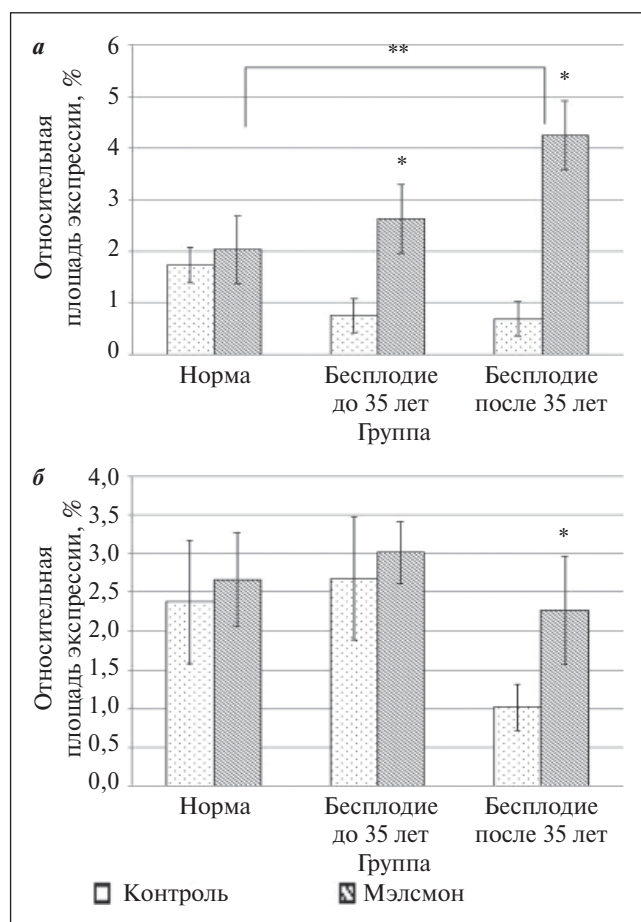 а
Относительная
площадь экспрессии, %
6
5
4
3
2
1
0
**
*
*
Норма
Бесплодие
до 35 лет
Бесплодие
после 35 лет
Группа
б
Относительная
площадь экспрессии, %
4,0
3,5
3,0
2,5
2,0
1,5
1,0
0,5
0,0
*
Норма
Бесплодие
до 35 лет
Бесплодие
после 35 лет
Группа
Контроль
Мэлсмон